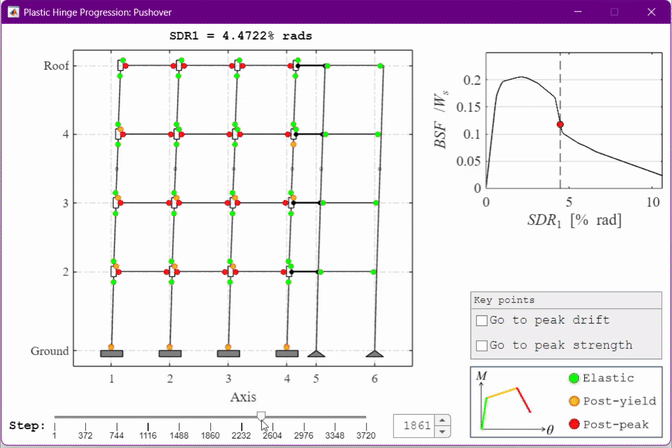 Plastic Hinge Progression: Pushover
SDR1 = 4.4722% rads
Roof
4
3
2
Ground
1 2 3 4 5 6
Axis
0.2
0.15
0.1
0.05
0
BSF /Ws
0 5 10
SDR1 [% rad]
Key points
Go to peak drift
Go to peak strength
M
θ
Elastic
Post-yield
Post-peak
Step:
1 372 744 1116 1488 1860 2232 2604 2976 3348 3720
1861